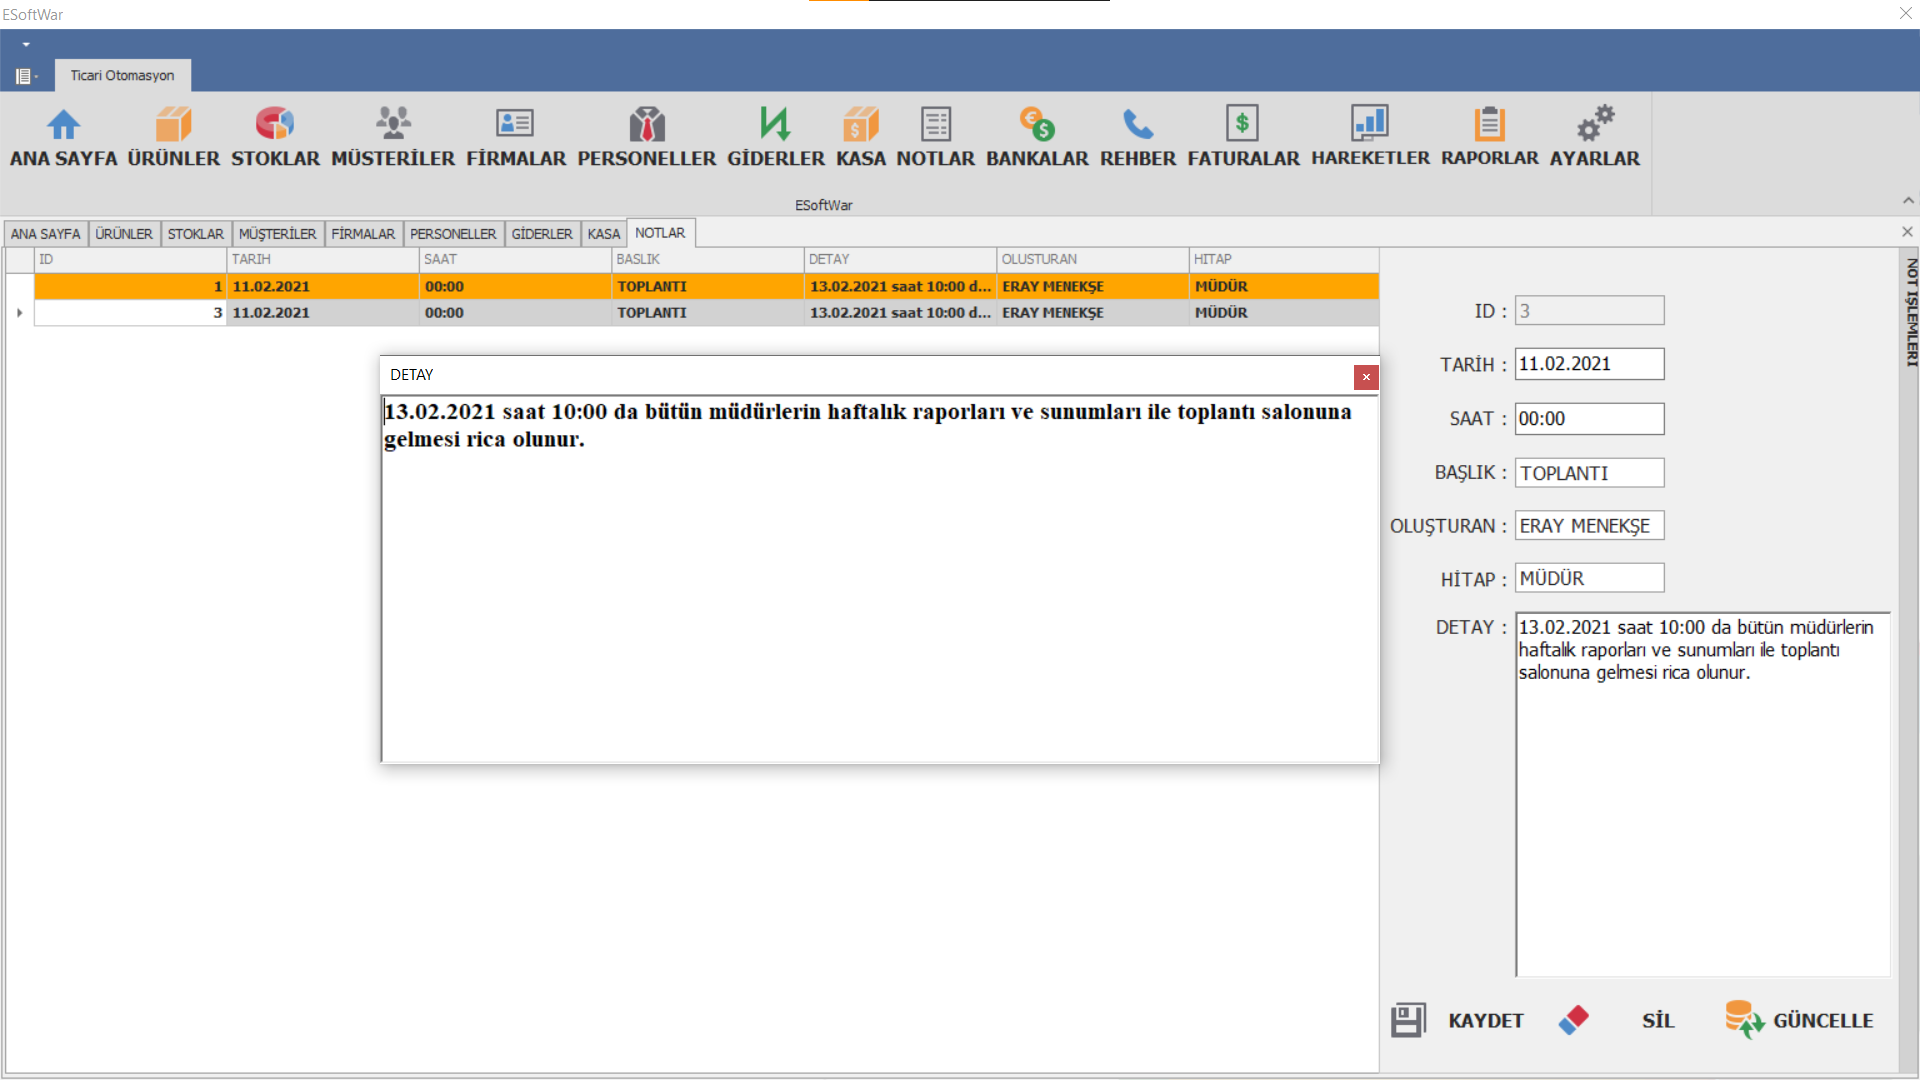 ESoftWar
Ticari Otomasyon
ANA SAYFA ÜRÜNLER STOKLAR MÜSTERİLER FİRMALAR PERSONELLER GİDERLER KASA NOTLAR BANKALAR REHBER FATURALAR HAREKETLER RAPORLAR AYARLAR
ESoftWar
ANA SAYFA ÜRÜNLER STOKLAR MÜŞTERİLER FİRMALAR PERSONELLER GİDERLER KASA NOTLAR
ID TARIH SAAT BASLIK DETAY OLUSTURAN HITAP
1 11.02.2021 00:00 TOPLANTI 13.02.2021 saat 10:00 d... ERAY MENEKŞE MÜDÜR
3 11.02.2021 00:00 TOPLANTI 13.02.2021 saat 10:00 d... ERAY MENEKŞE MÜDÜR
DETAY
13.02.2021 saat 10:00 da bütün müdürlerin haftalık raporları ve sunumları ile toplantı salonuna
gelmesi rica olunur.
NOT İŞLEMLERİ
ID : 3
TARİH : 11.02.2021
SAAT : 00:00
BAŞLIK : TOPLANTI
OLUŞTURAN : ERAY MENEKŞE
HİTAP : MÜDÜR
DETAY : 13.02.2021 saat 10:00 da bütün müdürlerin
haftalık raporları ve sunumları ile toplantı
salonuna gelmesi rica olunur.
KAYDET SİL GÜNCELLE